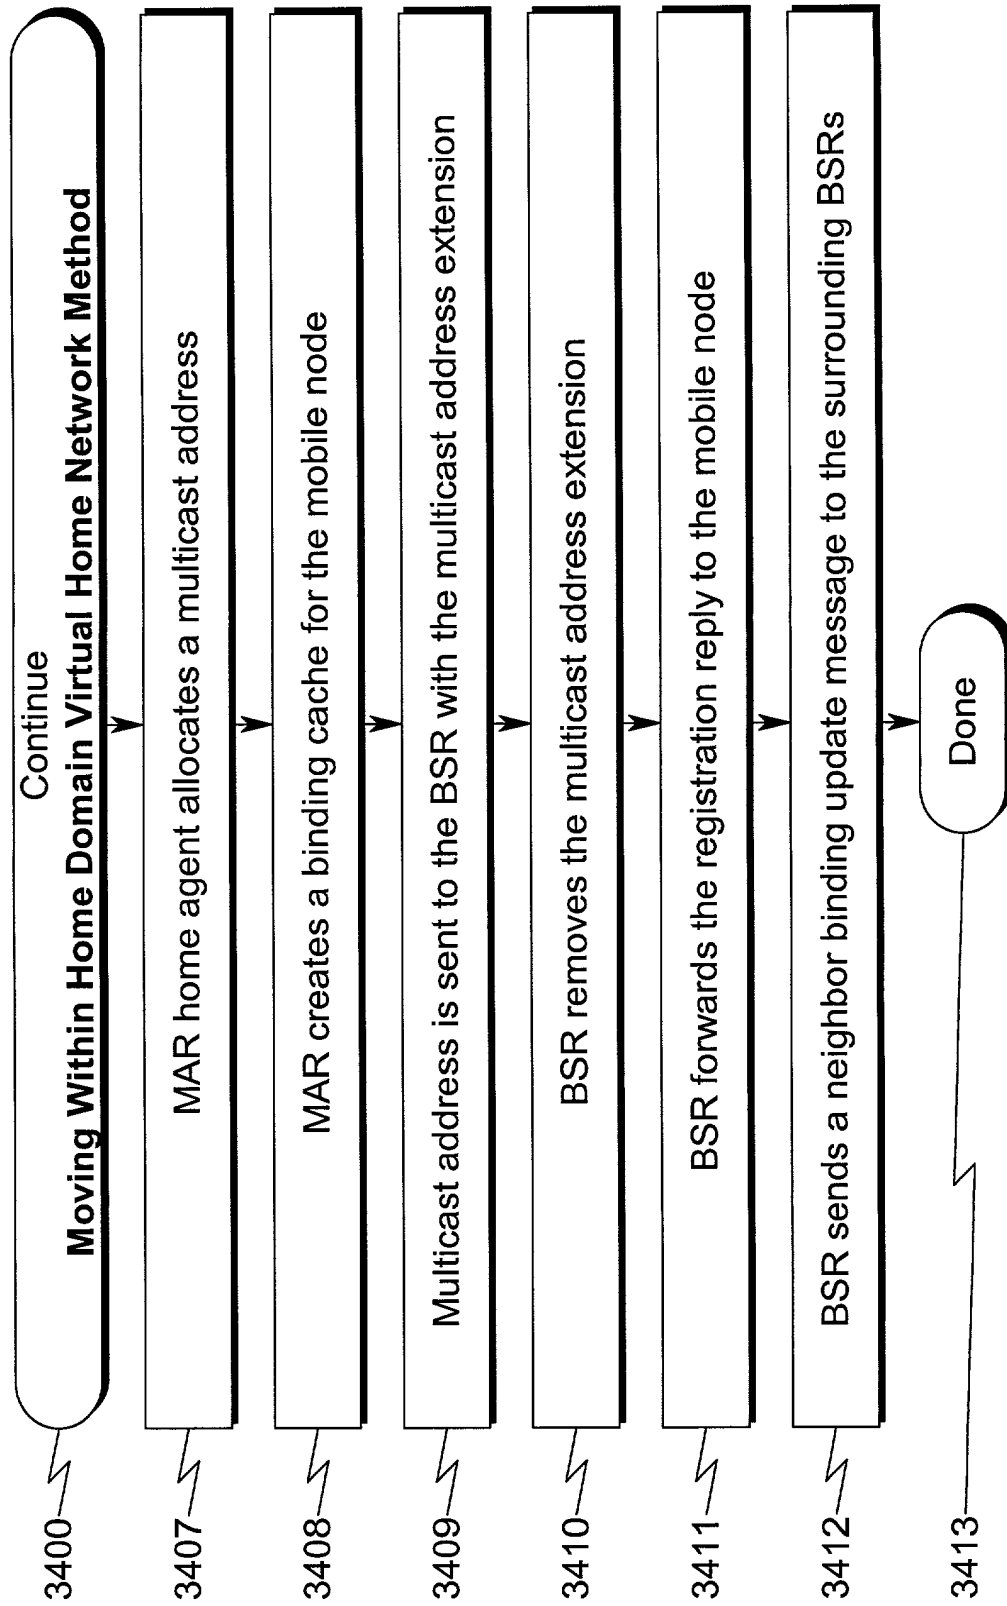 Continue
Moving Within Home Domain Virtual Home Network Method
3400
MAR home agent allocates a multicast address
3407
MAR creates a binding cache for the mobile node
3408
Multicast address is sent to the BSR with the multicast address extension
3409
BSR removes the multicast address extension
3410
BSR forwards the registration reply to the mobile node
3411
BSR sends a neighbor binding update message to the surrounding BSRs
3412
Done
3413